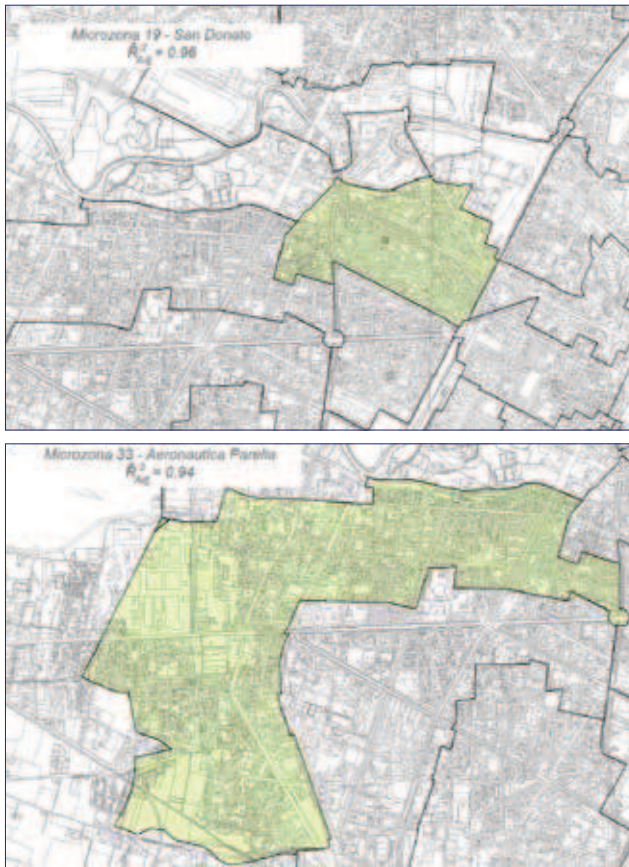 Microzona 19 - San Donato
R̄²Adj = 0.96
Microzona 33 - Aeronautica Parella
R̄²Adj = 0.94